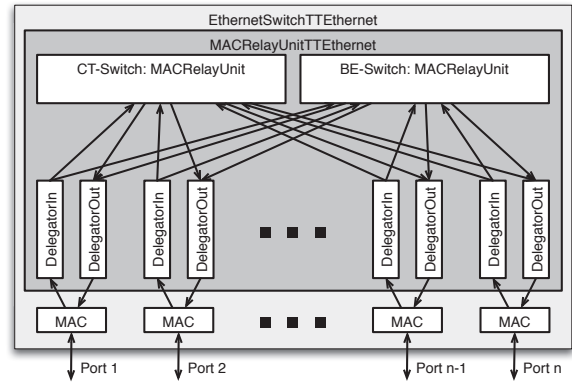 EthernetSwitchTTEthernet
MACRelayUnitTTEthernet
CT-Switch: MACRelayUnit
BE-Switch: MACRelayUnit
DelegatorIn
DelegatorOut
DelegatorIn
DelegatorOut
DelegatorIn
DelegatorOut
DelegatorIn
DelegatorOut
MAC
MAC
MAC
MAC
Port 1
Port 2
Port n-1
Port n